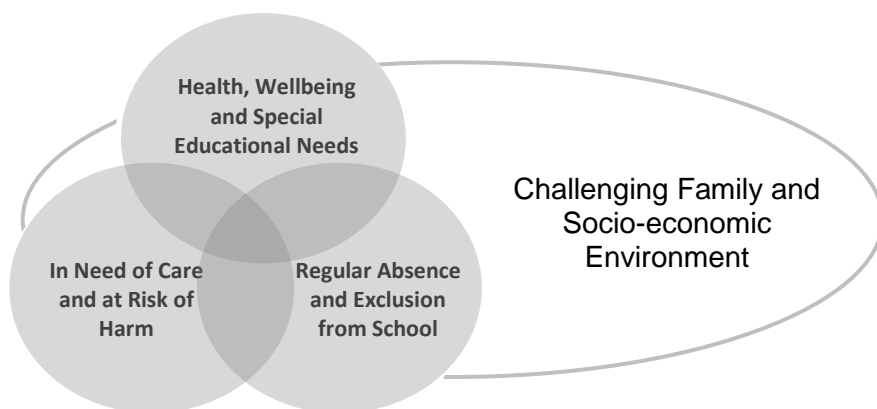 Health, Wellbeing
and Special
Educational Needs
Challenging Family and
Socio-economic
Environment
In Need of Care
and at Risk of
Harm
Regular Absence
and Exclusion
from School